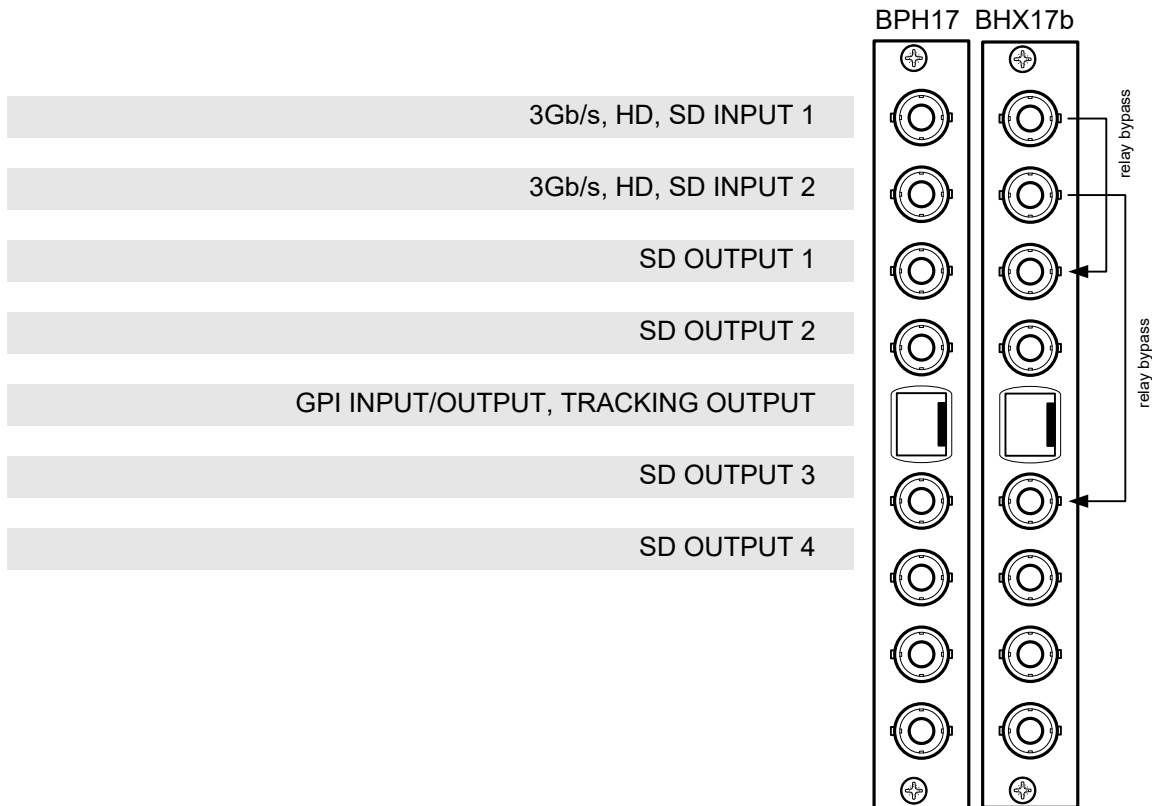 BPH17 BHX17b
3Gb/s, HD, SD INPUT 1
relay bypass
3Gb/s, HD, SD INPUT 2
SD OUTPUT 1
SD OUTPUT 2
relay bypass
GPI INPUT/OUTPUT, TRACKING OUTPUT
SD OUTPUT 3
SD OUTPUT 4